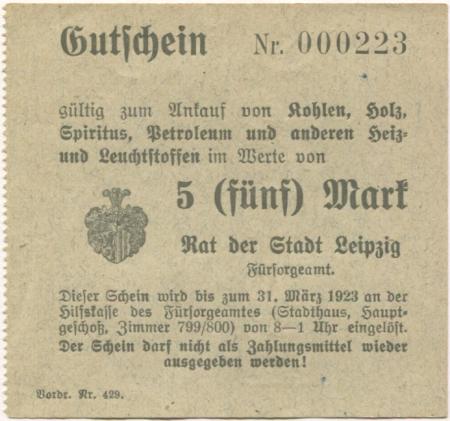 Gutschein Nr. 000223
gültig zum Ankauf von Kohlen, Holz,
Spiritus, Petroleum und anderen Heiz-
und Leuchtstoffen im Werte von
5 (fünf) Mark
Rat der Stadt Leipzig
Fürsorgeamt.
Dieser Schein wird bis zum 31. März 1923 an der
Hilfskasse des Fürsorgeamtes (Stadthaus, Haupt-
geschoß, Zimmer 799/800) von 8—1 Uhr eingelöst.
Der Schein darf nicht als Zahlungsmittel wieder
ausgegeben werden!
Vordr. Nr. 429.